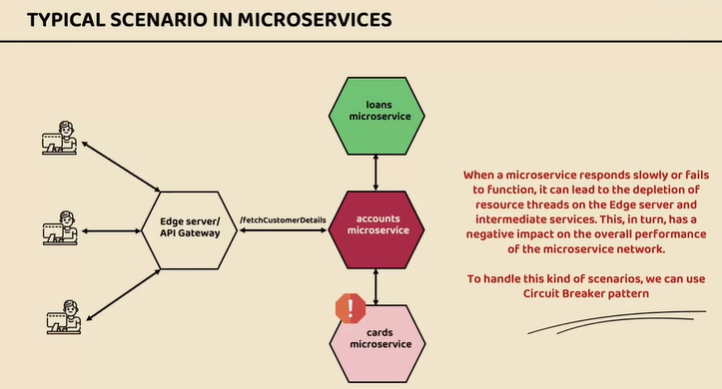 TYPICAL SCENARIO IN MICROSERVICES
loans
microservice
Edge server/
API Gateway
/fetchCustomerDetails
accounts
microservice
!
cards
microservice
When a microservice responds slowly or fails
to function, it can lead to the depletion of
resource threads on the Edge server and
intermediate services. This, in turn, has a
negative impact on the overall performance
of the microservice network.
To handle this kind of scenarios, we can use
Circuit Breaker pattern